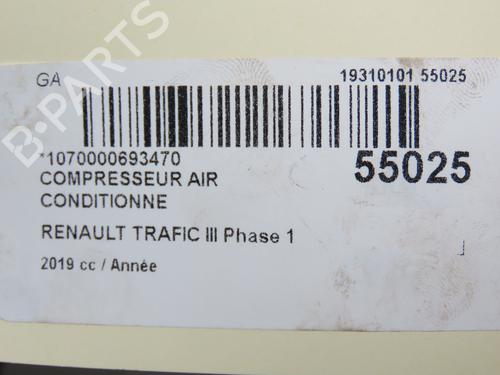 GA
19310101 55025
*1070000693470
55025
COMPRESSEUR AIR
CONDITIONNE
RENAULT TRAFIC III Phase 1
2019 cc / Année
B-PARTS